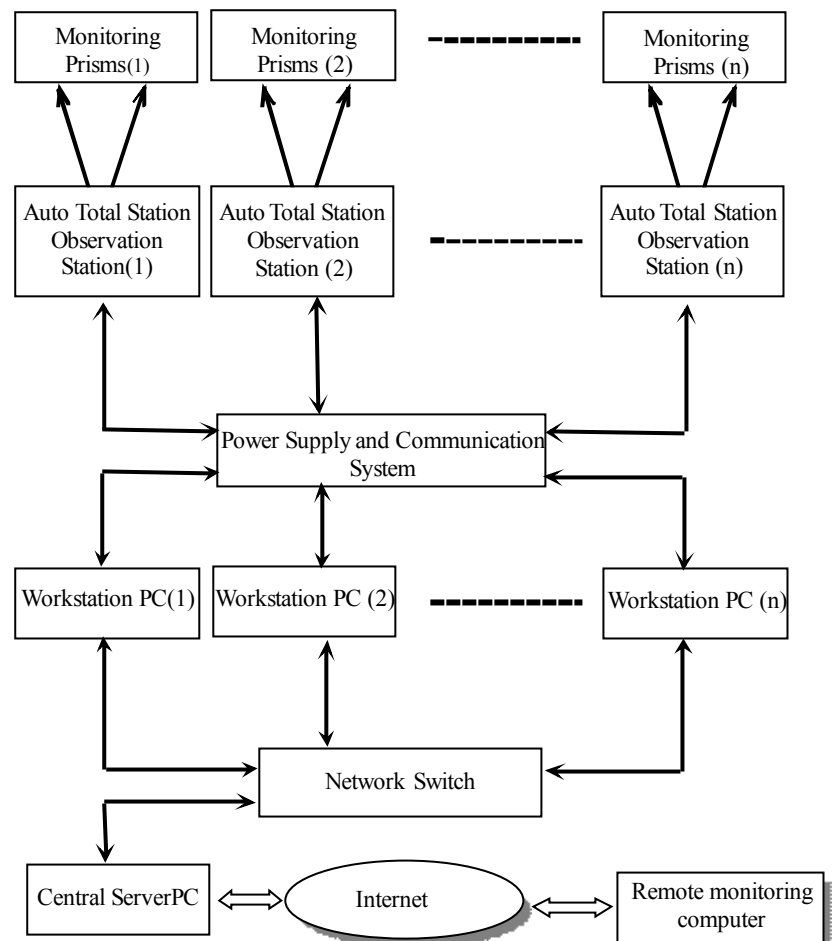 Monitoring
Prisms(1)
Monitoring
Prisms (2)
Monitoring
Prisms (n)
Auto Total Station
Observation
Station(1)
Auto Total Station
Observation
Station (2)
Auto Total Station
Observation
Station (n)
Power Supply and Communication
System
Workstation PC(1)
Workstation PC (2)
Workstation PC (n)
Network Switch
Central ServerPC
Internet
Remote monitoring
computer